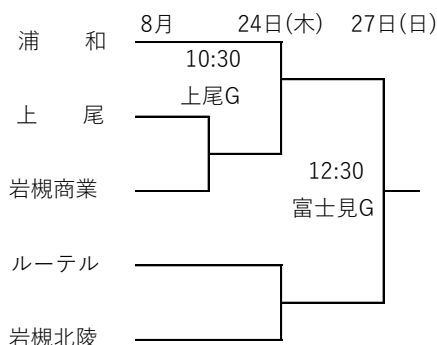 8月 24日(木) 27日(日)
浦 和
10:30
上尾G
上 尾
12:30
岩槻商業
富士見G
ルーテル
岩槻北陵